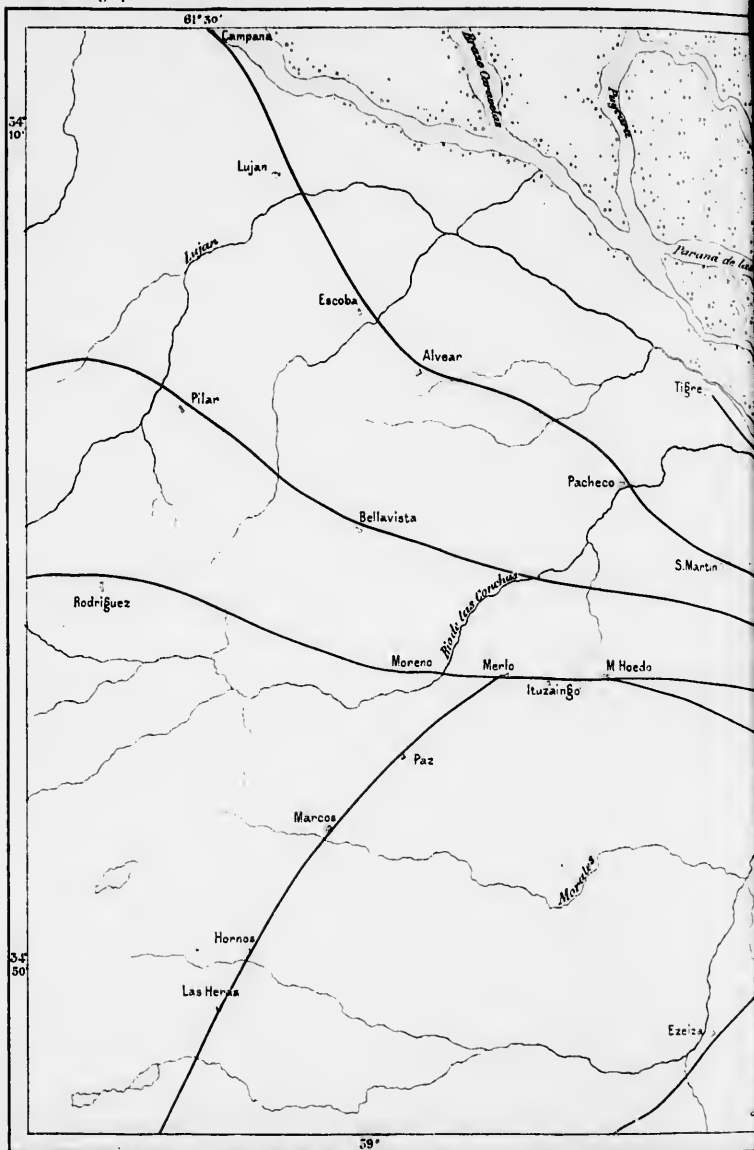 61° 30'
Campana
Brazo Caravelas
34°
10'
Lujan
Lujan
Paraná de las
Escoba
Alvear
Tigre
Pilar
Pacheco
Bellavista
S. Martin
Rio de las Conchas
Rodriguez
Moreno
Merlo
M. Hoedo
Ituzaingo
Paz
Marcos
Morales
Hornos
34°
50'
Las Heras
Ezeiza
59°